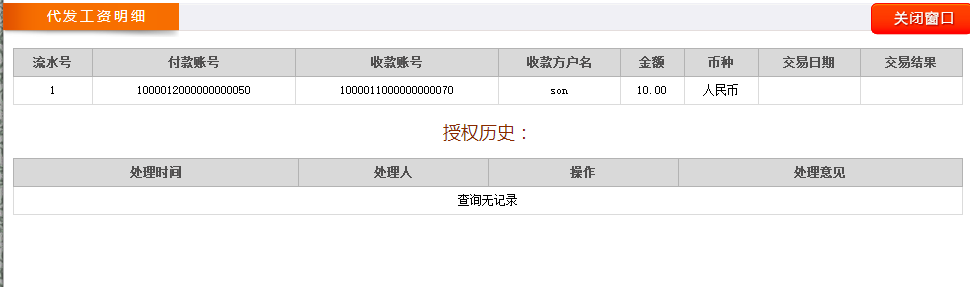 代发工资明细 关闭窗口
流水号 付款账号 收款账号 收款方户名 金额 币种 交易日期 交易结果
1 1000012000000000050 1000011000000000070 son 10.00 人民币
授权历史：
处理时间 处理人 操作 处理意见
查询无记录